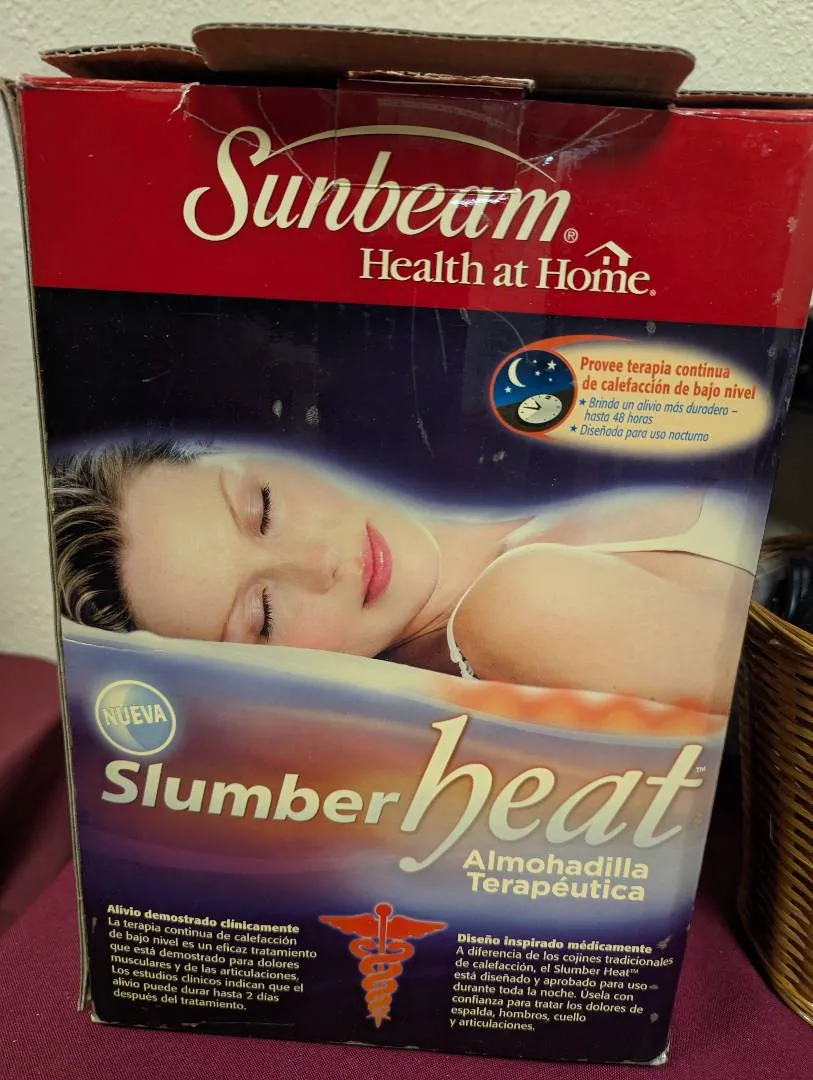 Sunbeam®
Health at Home®
Provee terapia continua
de calefacción de bajo nivel
★ Brinda un alivio más duradero –
hasta 48 horas
★ Diseñada para uso nocturno
NUEVA
Slumber heat™
Almohadilla
Terapéutica
Alivio demostrado clínicamente
La terapia continua de calefacción
de bajo nivel es un eficaz tratamiento
que está demostrado para dolores
musculares y de las articulaciones,
Los estudios clínicos indican que el
alivio puede durar hasta 2 días
después del tratamiento.
Diseño inspirado médicamente
A diferencia de los cojines tradicionales
de calefacción, el Slumber Heat™
está diseñado y aprobado para uso
durante toda la noche. Úsela con
confianza para tratar los dolores de
espalda, hombros, cuello
y articulaciones.